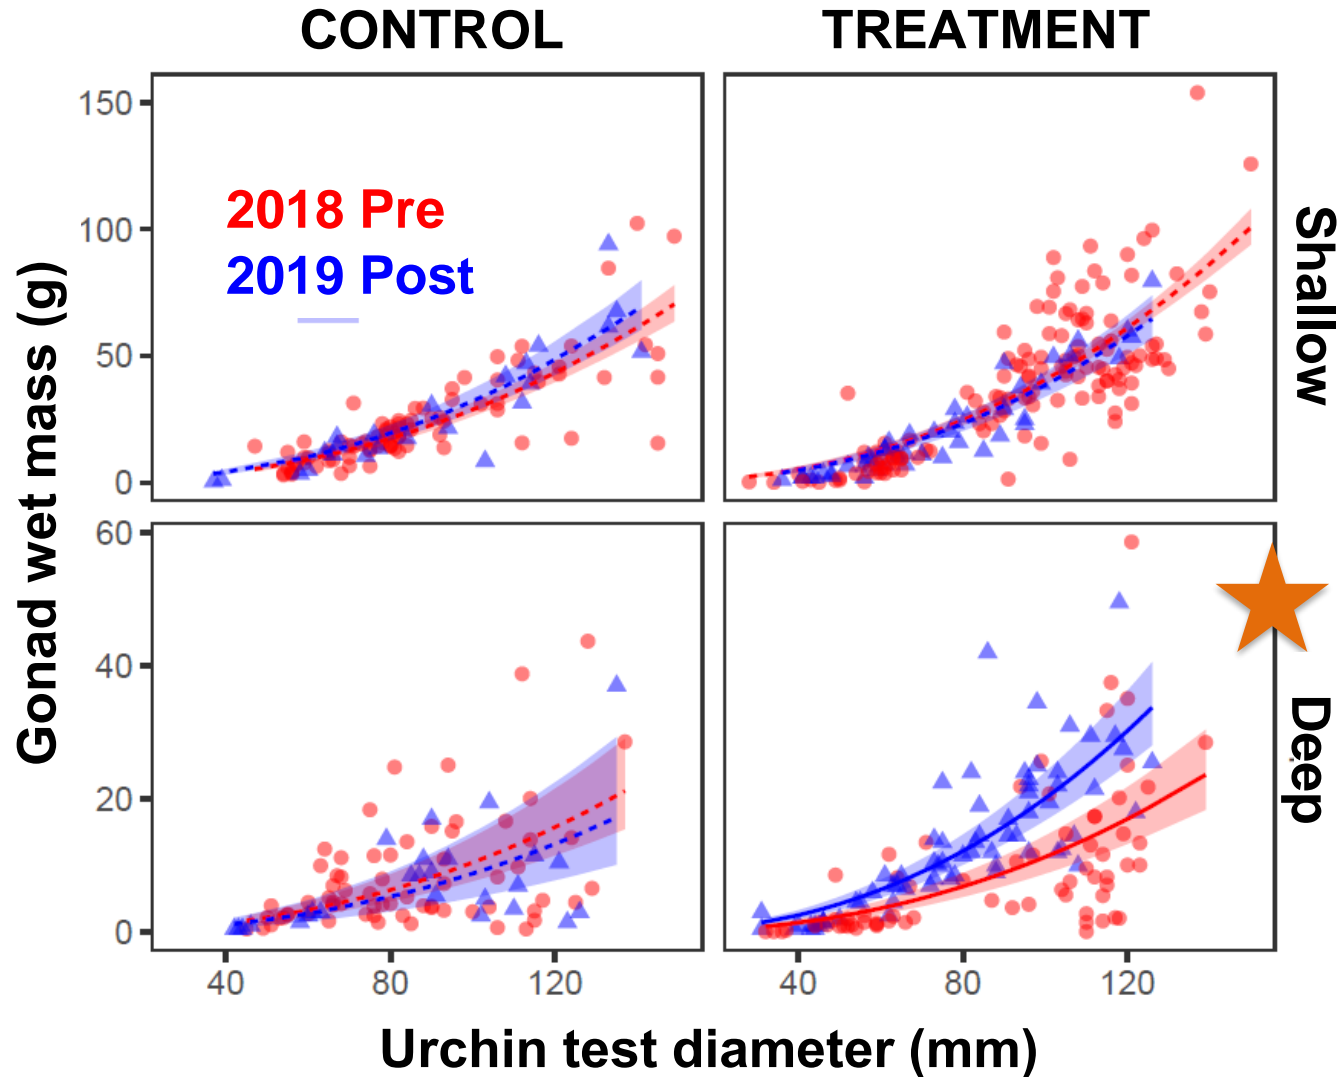 CONTROL
TREATMENT
150
100
50
0
2018 Pre
2019 Post
Shallow
Gonad wet mass (g)
60
40
20
0
Deep
40
80
120
40
80
120
Urchin test diameter (mm)